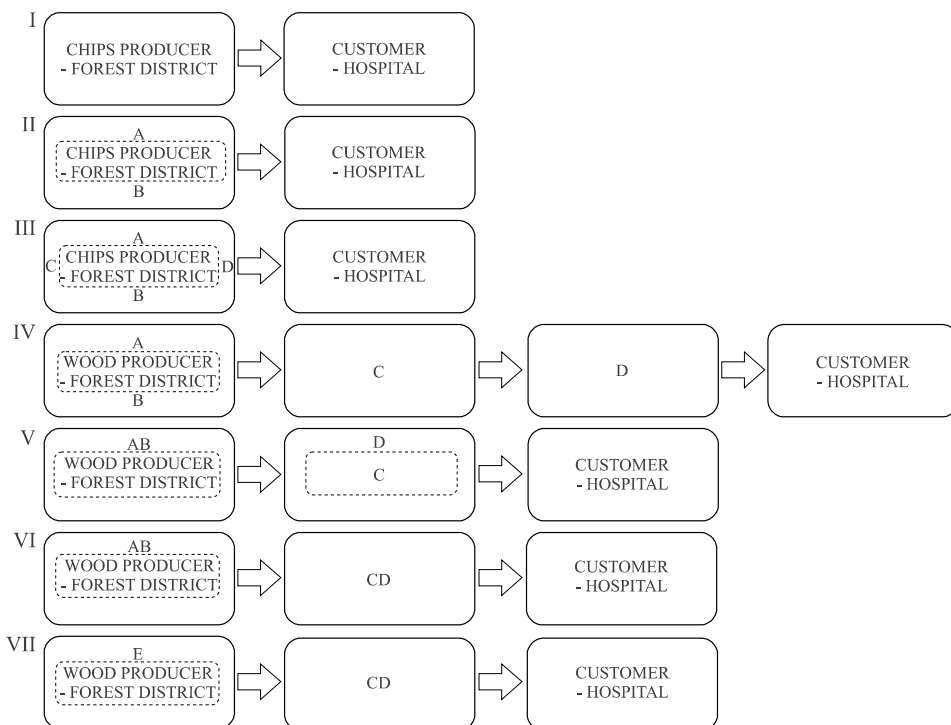 I
CHIPS PRODUCER
- FOREST DISTRICT
CUSTOMER
- HOSPITAL
II
A
CHIPS PRODUCER
- FOREST DISTRICT
B
CUSTOMER
- HOSPITAL
III
A
C
CHIPS PRODUCER
- FOREST DISTRICT
D
B
CUSTOMER
- HOSPITAL
IV
A
WOOD PRODUCER
- FOREST DISTRICT
B
C
D
CUSTOMER
- HOSPITAL
V
AB
WOOD PRODUCER
- FOREST DISTRICT
D
C
CUSTOMER
- HOSPITAL
VI
AB
WOOD PRODUCER
- FOREST DISTRICT
CD
CUSTOMER
- HOSPITAL
VII
E
WOOD PRODUCER
- FOREST DISTRICT
CD
CUSTOMER
- HOSPITAL